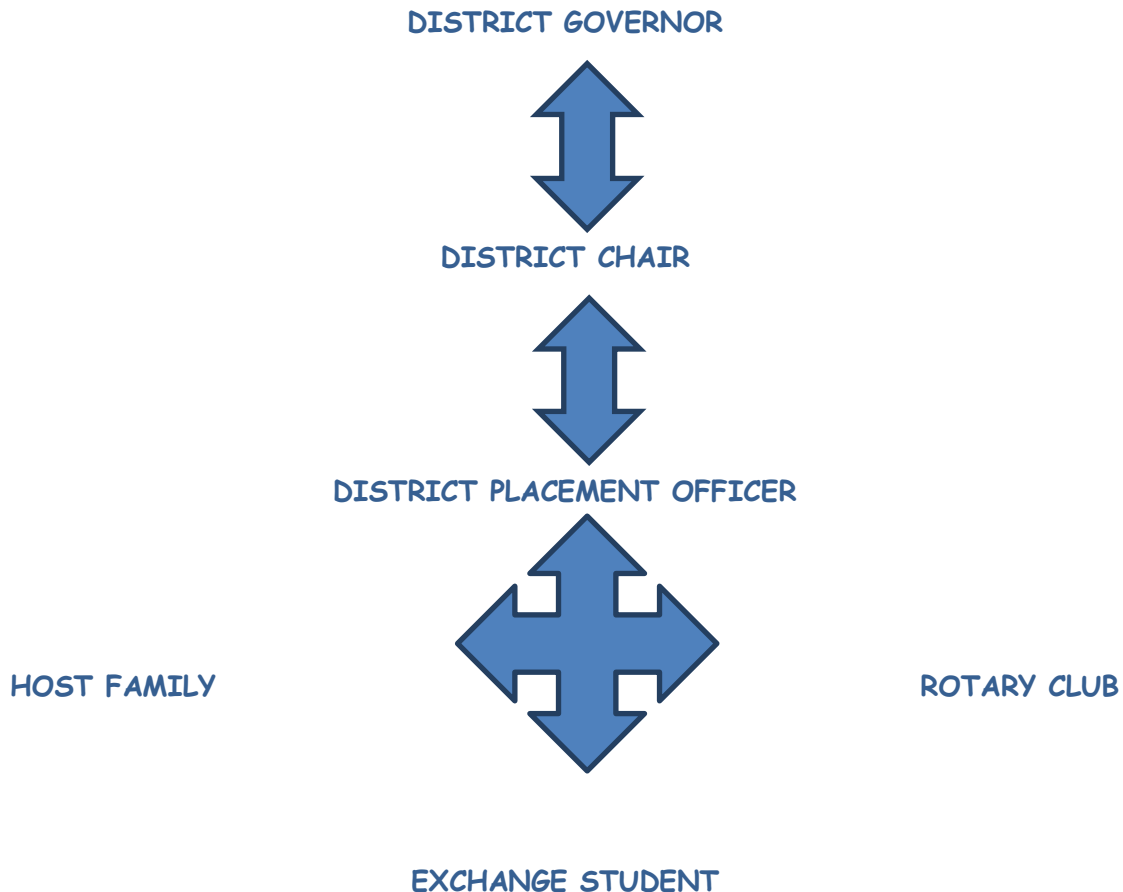 DISTRICT GOVERNOR
DISTRICT CHAIR
DISTRICT PLACEMENT OFFICER
HOST FAMILY
ROTARY CLUB
EXCHANGE STUDENT